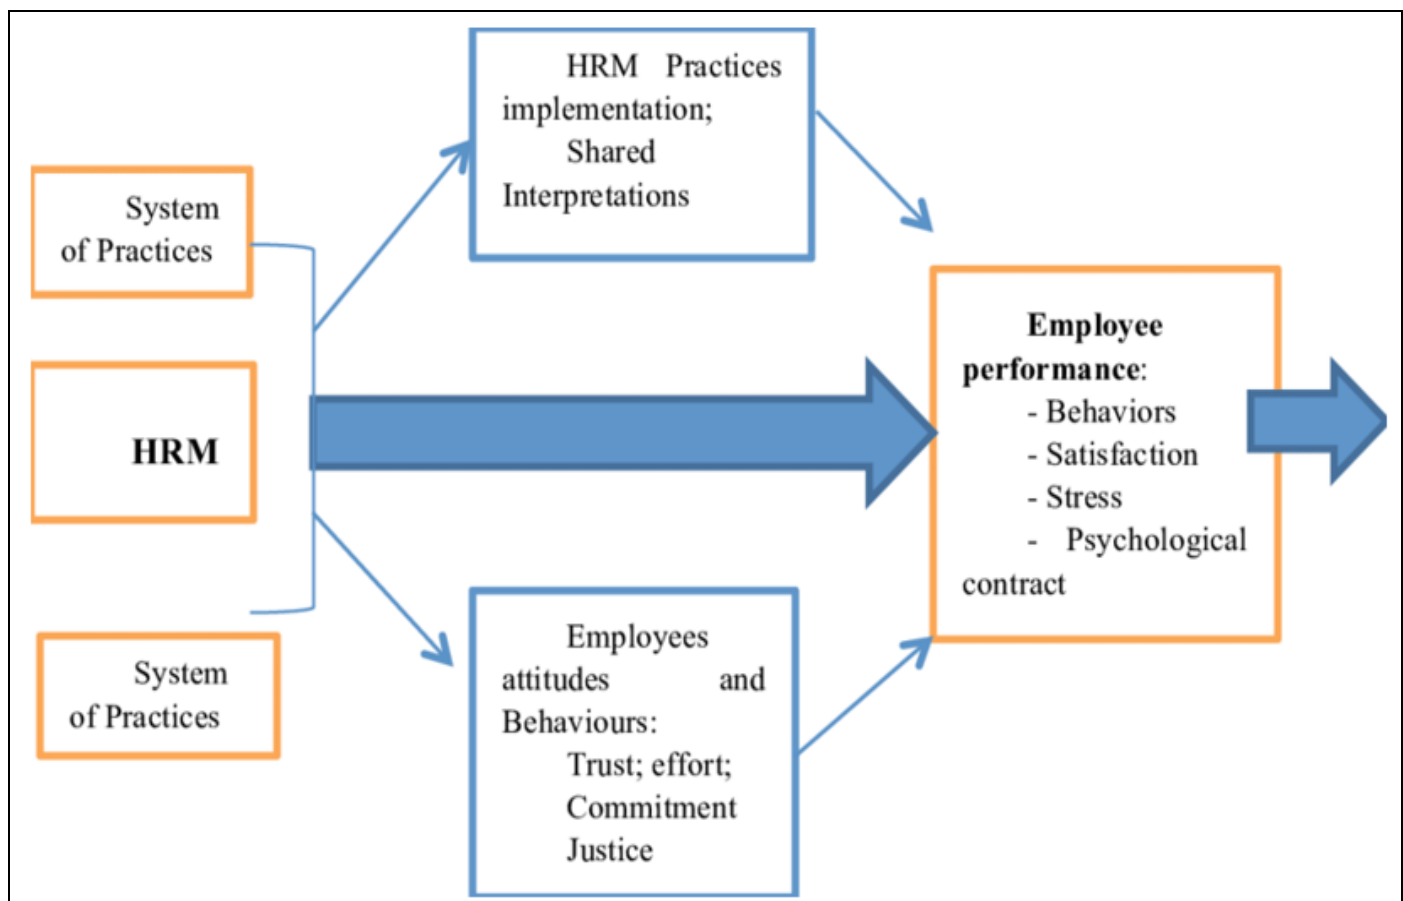 System
of Practices
HRM
System
of Practices
HRM Practices
implementation;
Shared
Interpretations
Employees
attitudes and
Behaviours:
Trust; effort;
Commitment
Justice
Employee
performance:
- Behaviors
- Satisfaction
- Stress
- Psychological
contract